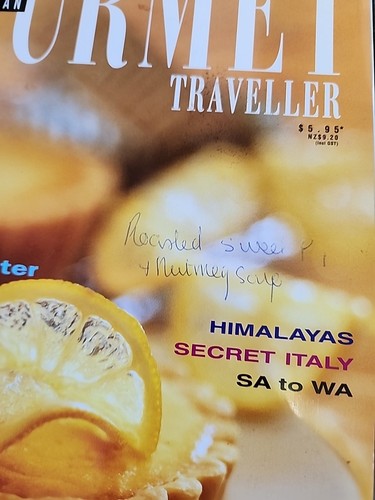 AN
URMET
TRAVELLER
$5.95*
NZ$9.20
(incl GST)
Roasted Sweet P
+ Nutmeg Soup
ter
HIMALAYAS
SECRET ITALY
SA to WA